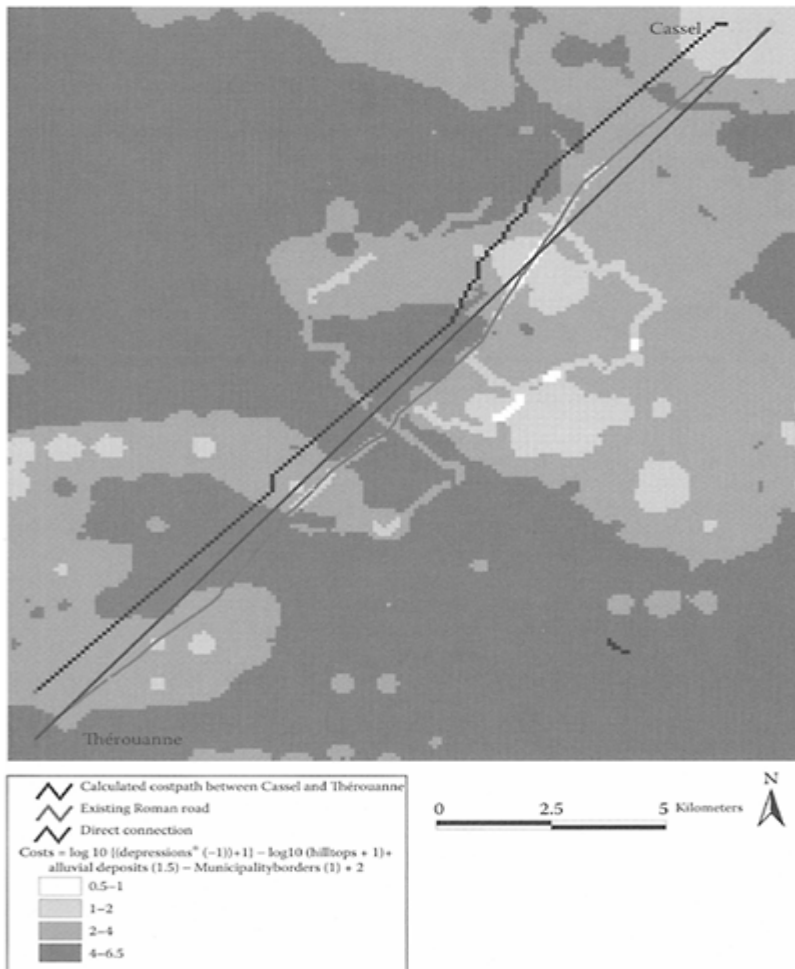 Cassel
Thérouanne
Calculated costpath between Cassel and Thérouanne
Existing Roman road
Direct connection
Costs = log 10 [((depressions* (−1))+1] − log10 (hilltops + 1)+
alluvial deposits (1.5) − Municipalityborders (1) + 2
0.5–1
1–2
2–4
4–6.5
0 2.5 5 Kilometers
N